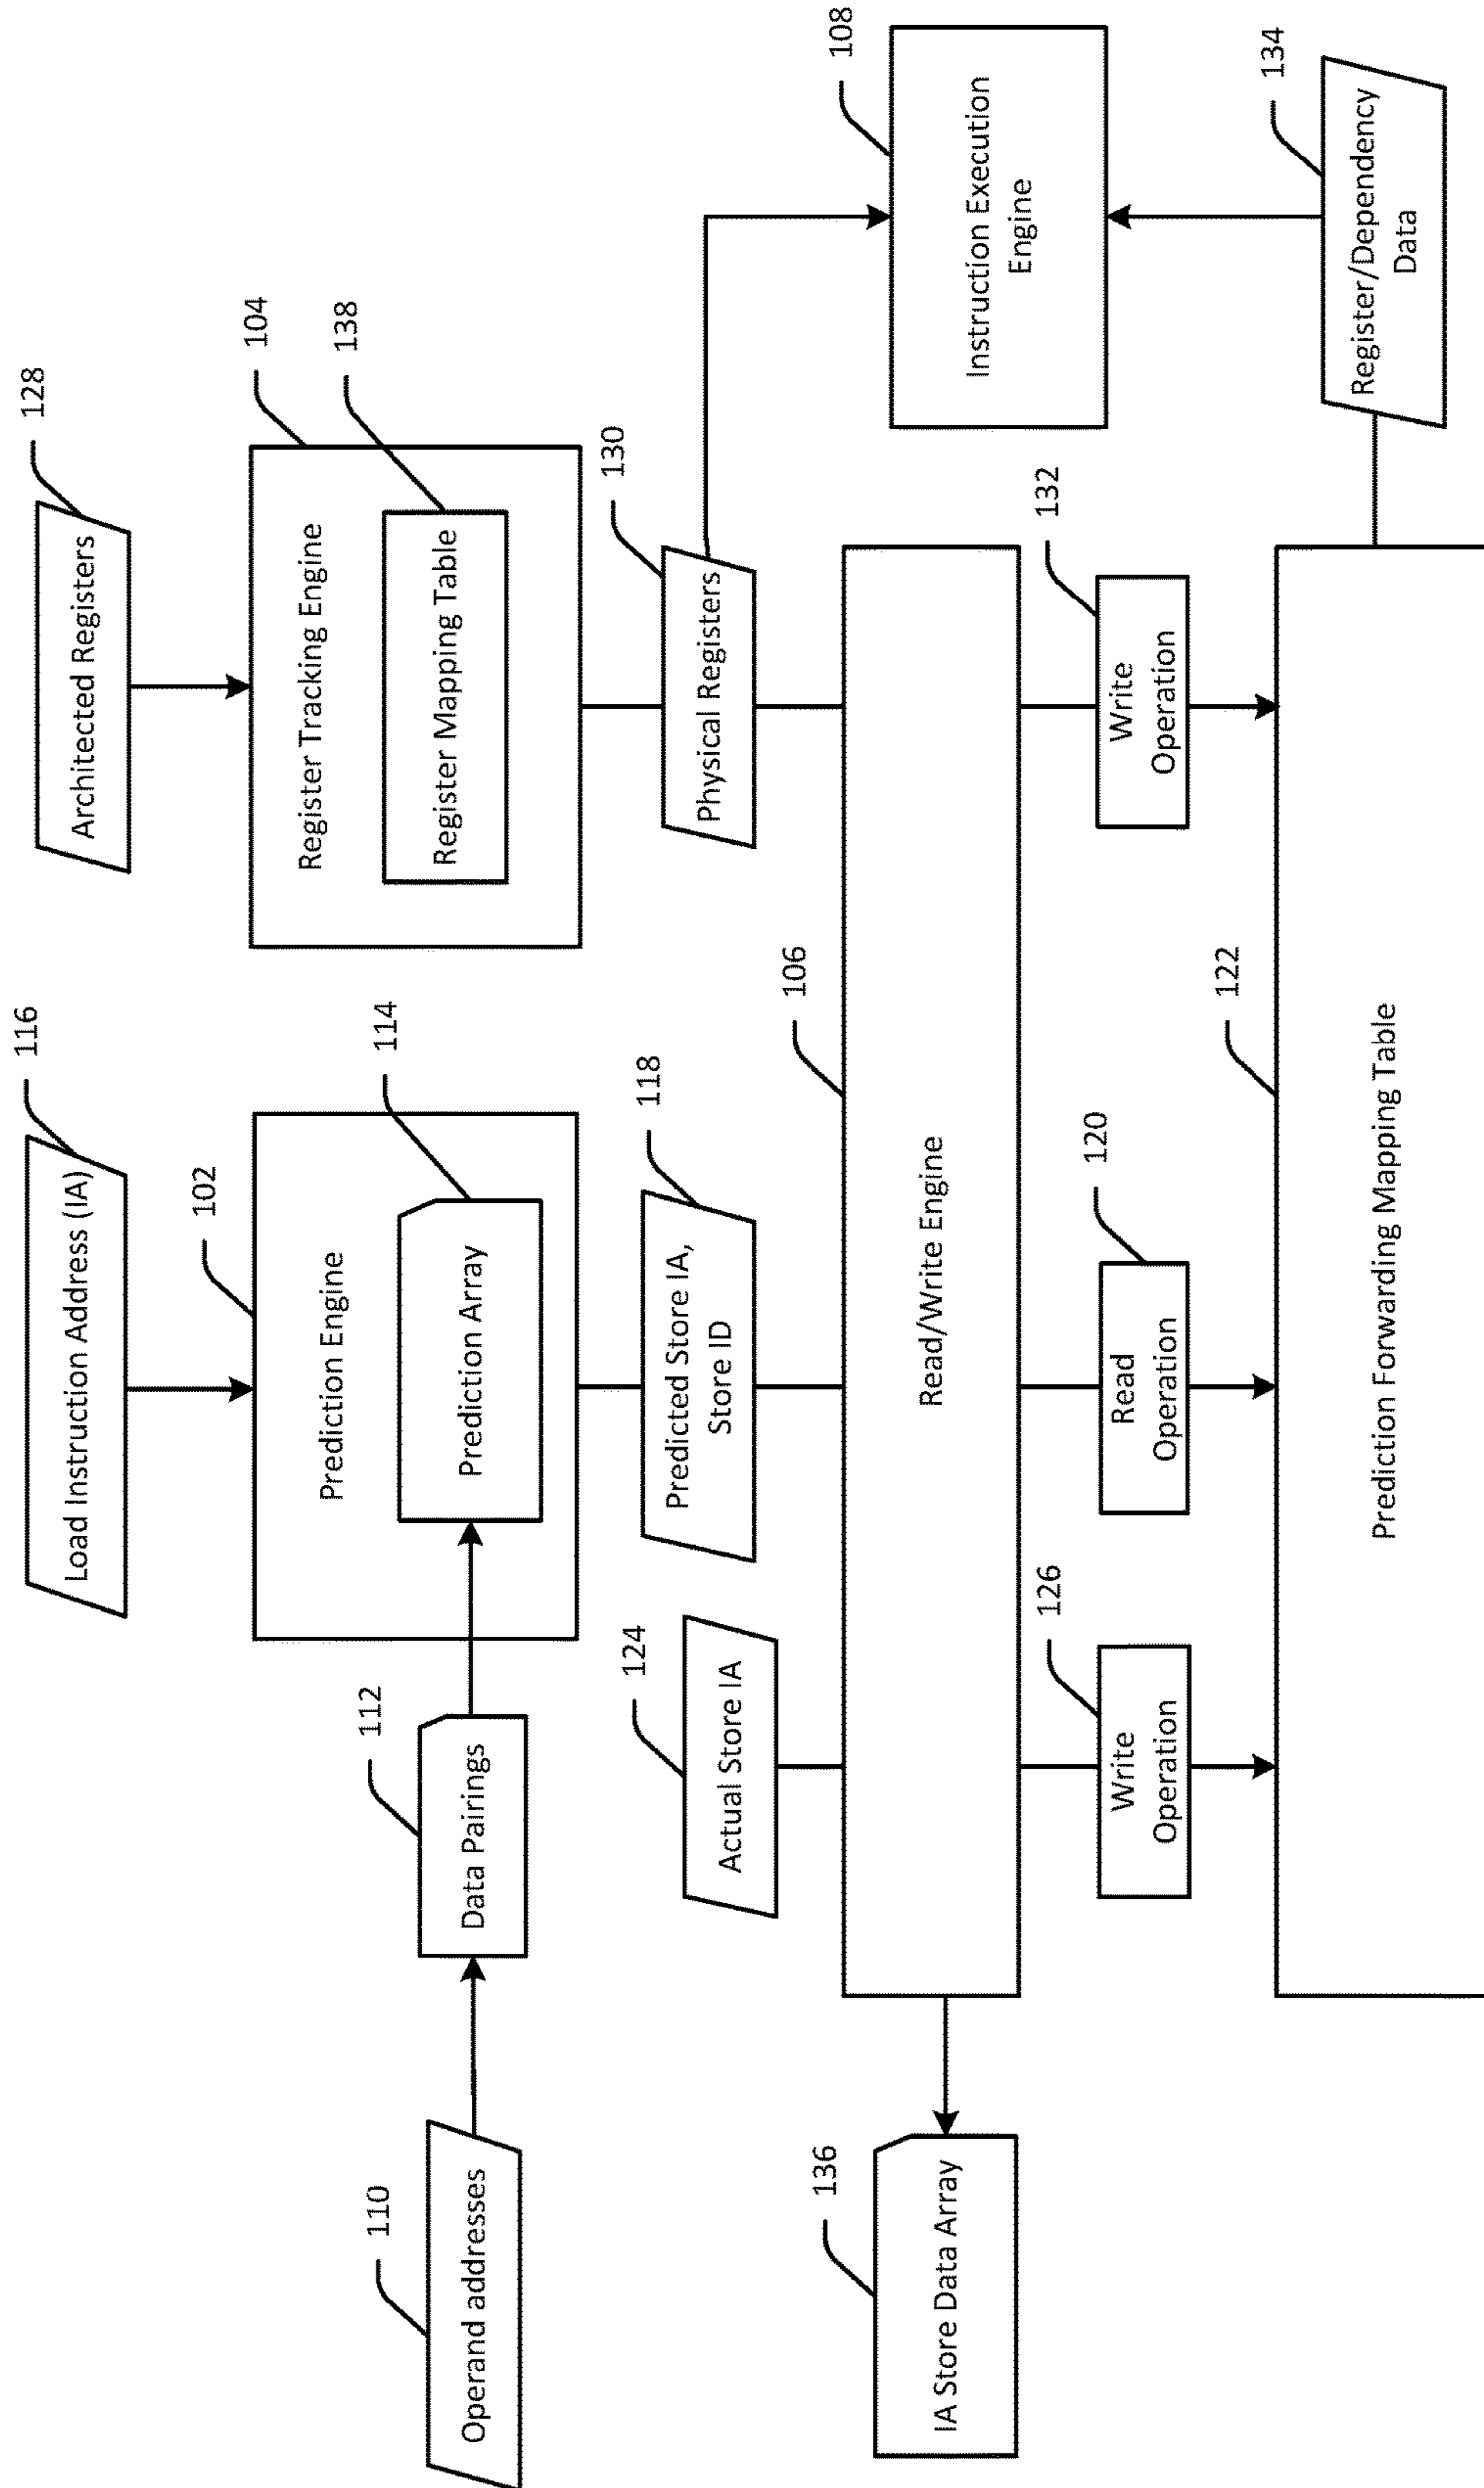 116
Load Instruction Address (IA)
128
Architected Registers
102
Prediction Engine
114
Prediction Array
104
Register Tracking Engine
138
Register Mapping Table
110
Operand addresses
112
Data Pairings
124
Actual Store IA
118
Predicted Store IA,
Store ID
130
Physical Registers
108
Instruction Execution
Engine
136
IA Store Data Array
106
Read/Write Engine
126
Write
Operation
120
Read
Operation
132
Write
Operation
134
Register/Dependency
Data
122
Prediction Forwarding Mapping Table